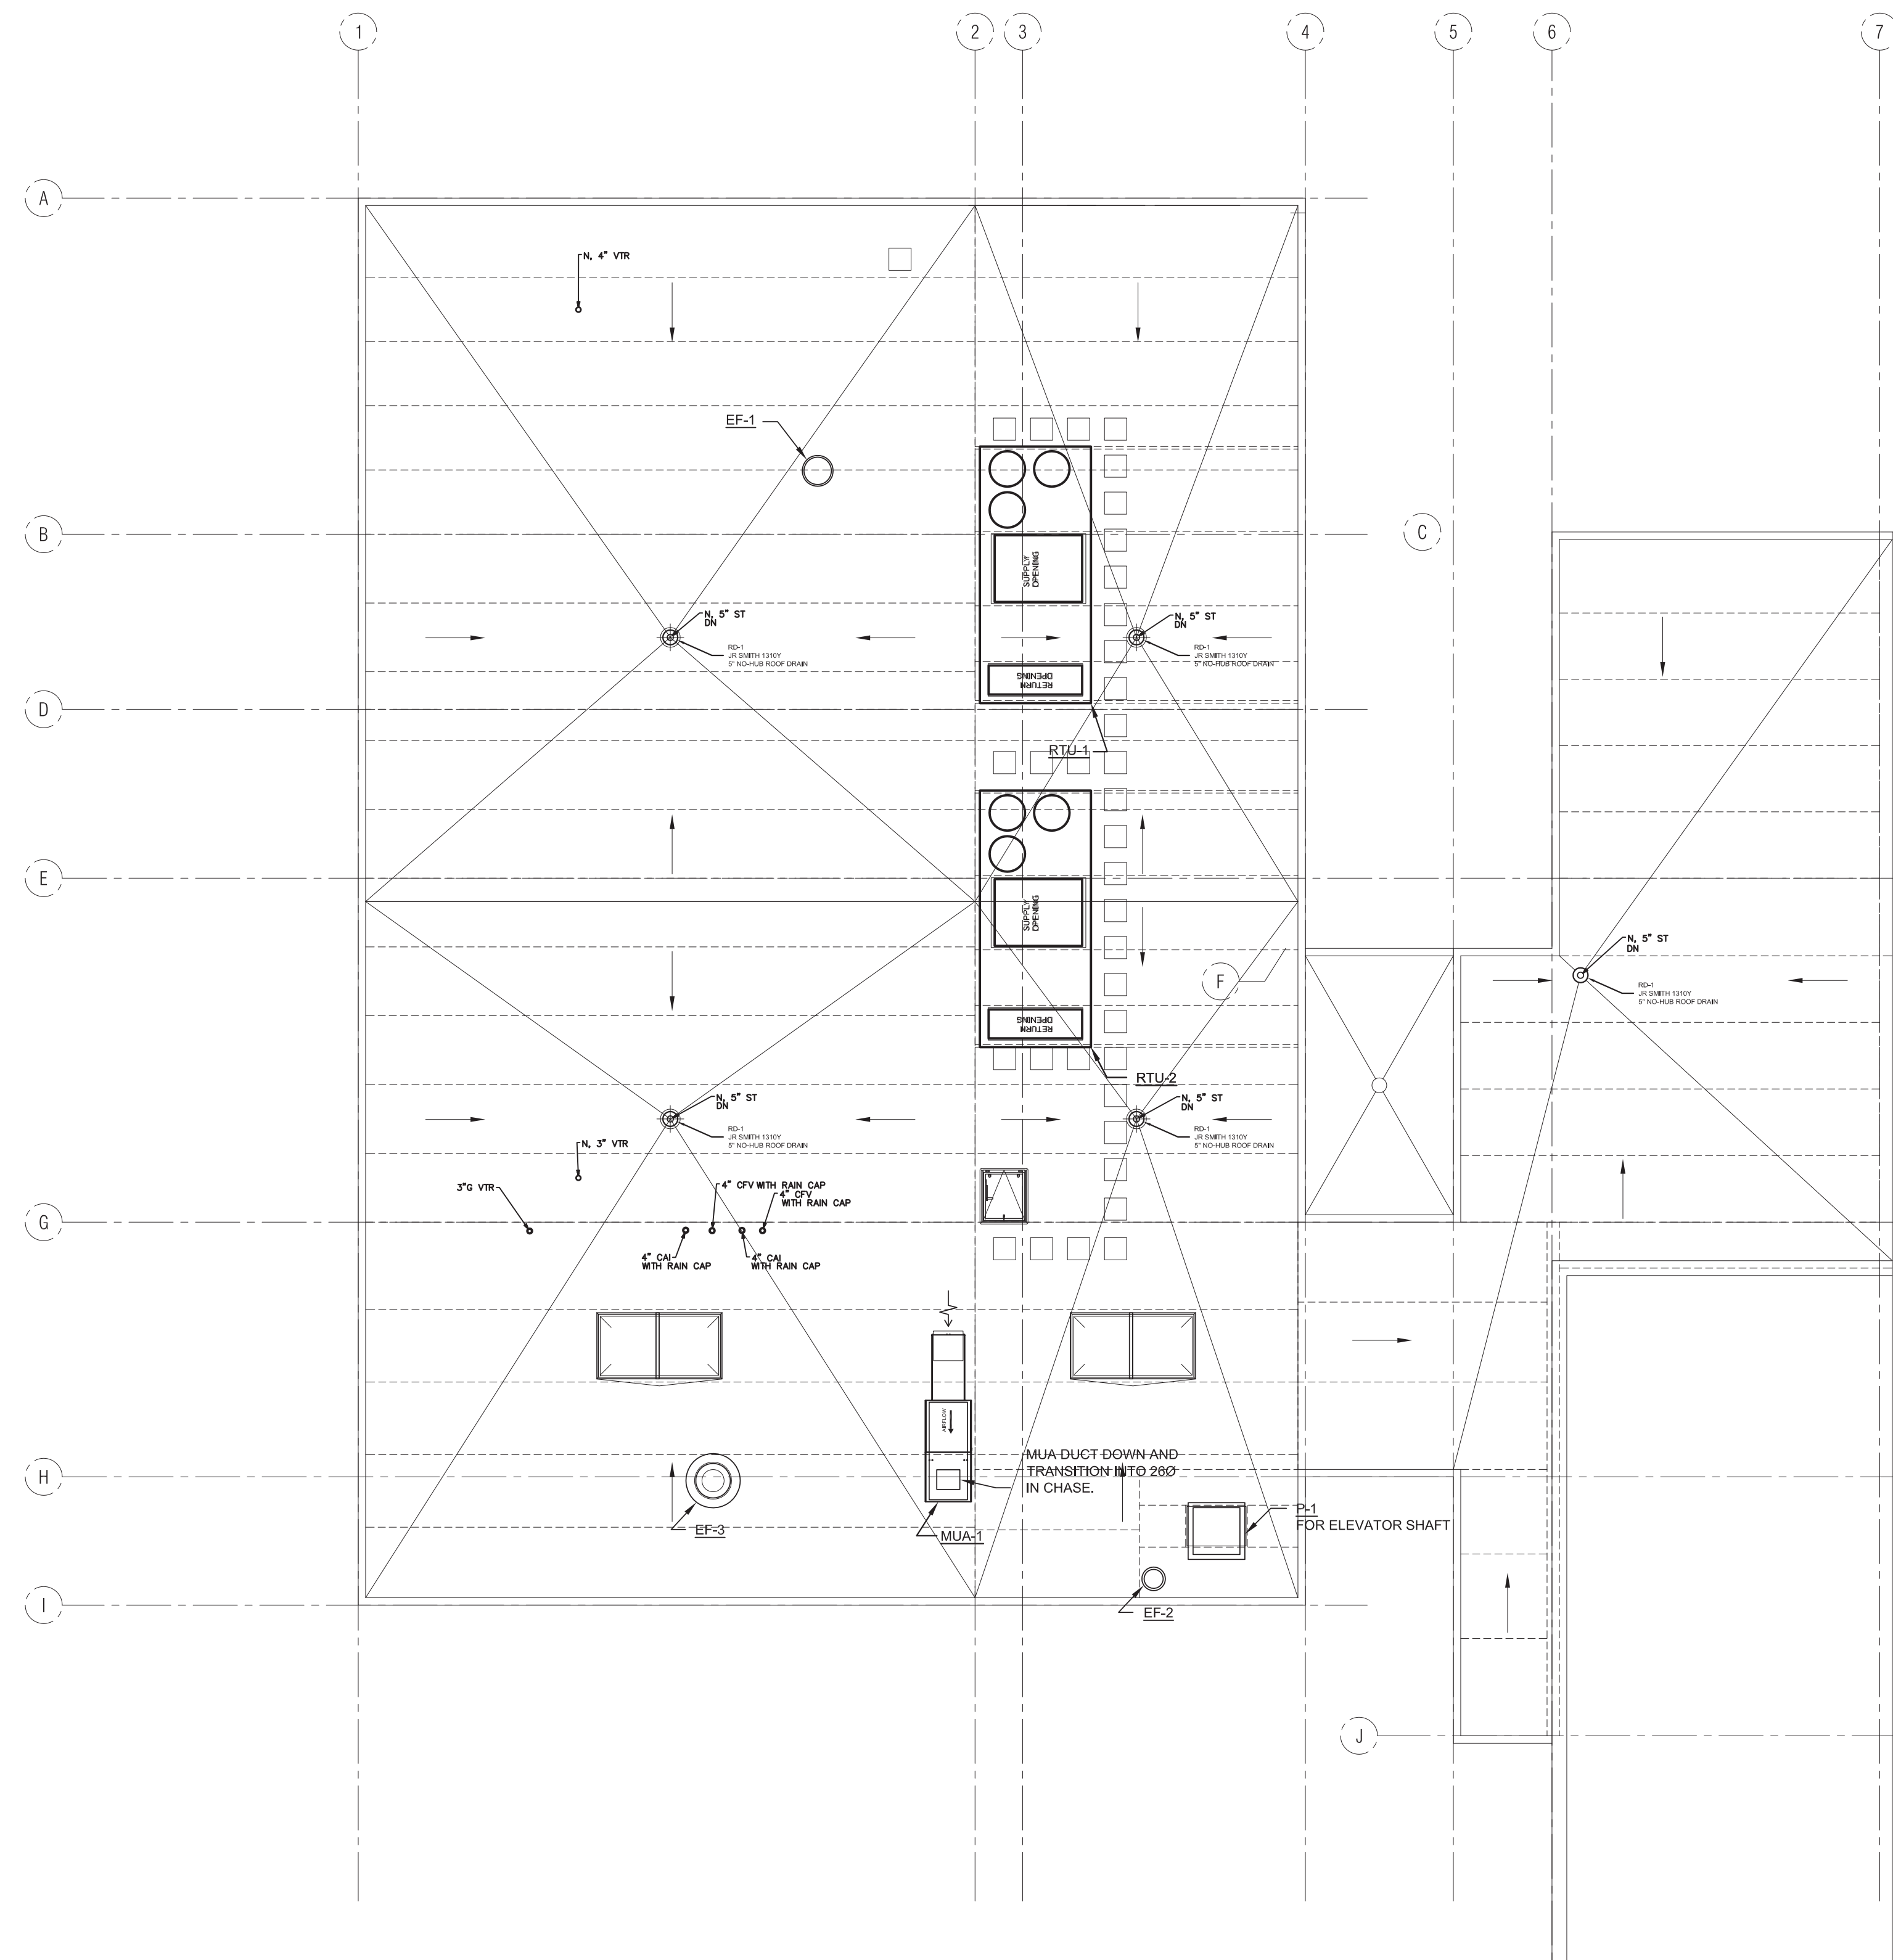 1
2
3
4
5
6
7
A
N, 4" VTR
EF-1
B
C
SUPPLY
OPENING
N, 5" ST
DN
RD-1
JR SMITH 1310Y
5" NO-HUB ROOF DRAIN
N, 5" ST
DN
RD-1
JR SMITH 1310Y
5" NO-HUB ROOF DRAIN
RETURN
OPENING
D
RTU-1
E
SUPPLY
OPENING
N, 5" ST
DN
RD-1
JR SMITH 1310Y
5" NO-HUB ROOF DRAIN
F
RETURN
OPENING
RTU-2
N, 5" ST
DN
RD-1
JR SMITH 1310Y
5" NO-HUB ROOF DRAIN
N, 5" ST
DN
RD-1
JR SMITH 1310Y
5" NO-HUB ROOF DRAIN
N, 3" VTR
3"G VTR
4" CFV WITH RAIN CAP
4" CFV
WITH RAIN CAP
G
4" CAI
WITH RAIN CAP
4" CAI
WITH RAIN CAP
AIRFLOW
MUA DUCT DOWN AND
TRANSITION INTO 26Ø
IN CHASE.
H
P-1
FOR ELEVATOR SHAFT
EF-3
MUA-1
I
EF-2
J